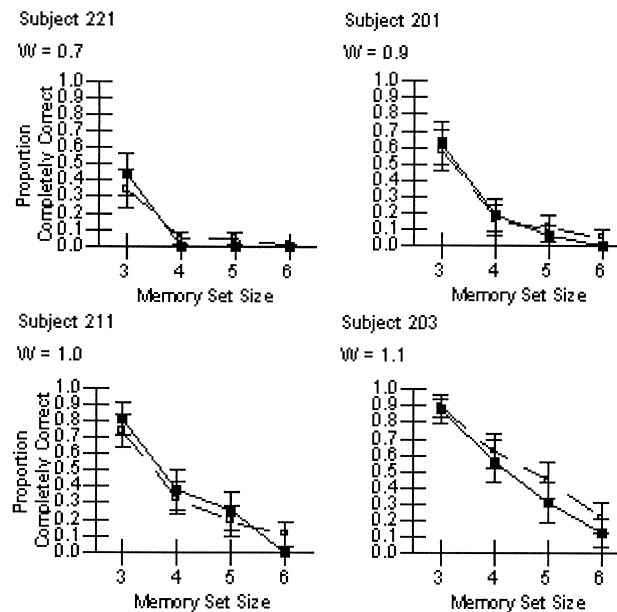 Subject 221
W = 0.7
Proportion
Completely Correct
1.0
0.9
0.8
0.7
0.6
0.5
0.4
0.3
0.2
0.1
0.0
3 4 5 6
Memory Set Size
Subject 201
W = 0.9
1.0
0.9
0.8
0.7
0.6
0.5
0.4
0.3
0.2
0.1
0.0
3 4 5 6
Memory Set Size
Subject 211
W = 1.0
Proportion
Completely Correct
1.0
0.9
0.8
0.7
0.6
0.5
0.4
0.3
0.2
0.1
0.0
3 4 5 6
Memory Set Size
Subject 203
W = 1.1
1.0
0.9
0.8
0.7
0.6
0.5
0.4
0.3
0.2
0.1
0.0
3 4 5 6
Memory Set Size